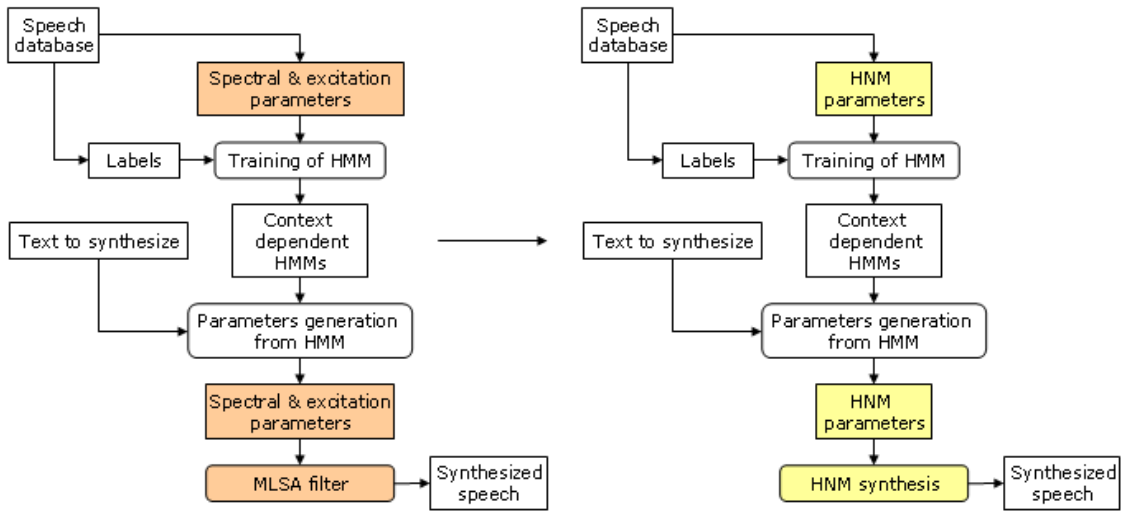 Speech
database
Spectral & excitation
parameters
Labels
Training of HMM
Text to synthesize
Context
dependent
HMMs
Parameters generation
from HMM
Spectral & excitation
parameters
MLSA filter
Synthesized
speech
Speech
database
HNM
parameters
Labels
Training of HMM
Text to synthesize
Context
dependent
HMMs
Parameters generation
from HMM
HNM
parameters
HNM synthesis
Synthesized
speech